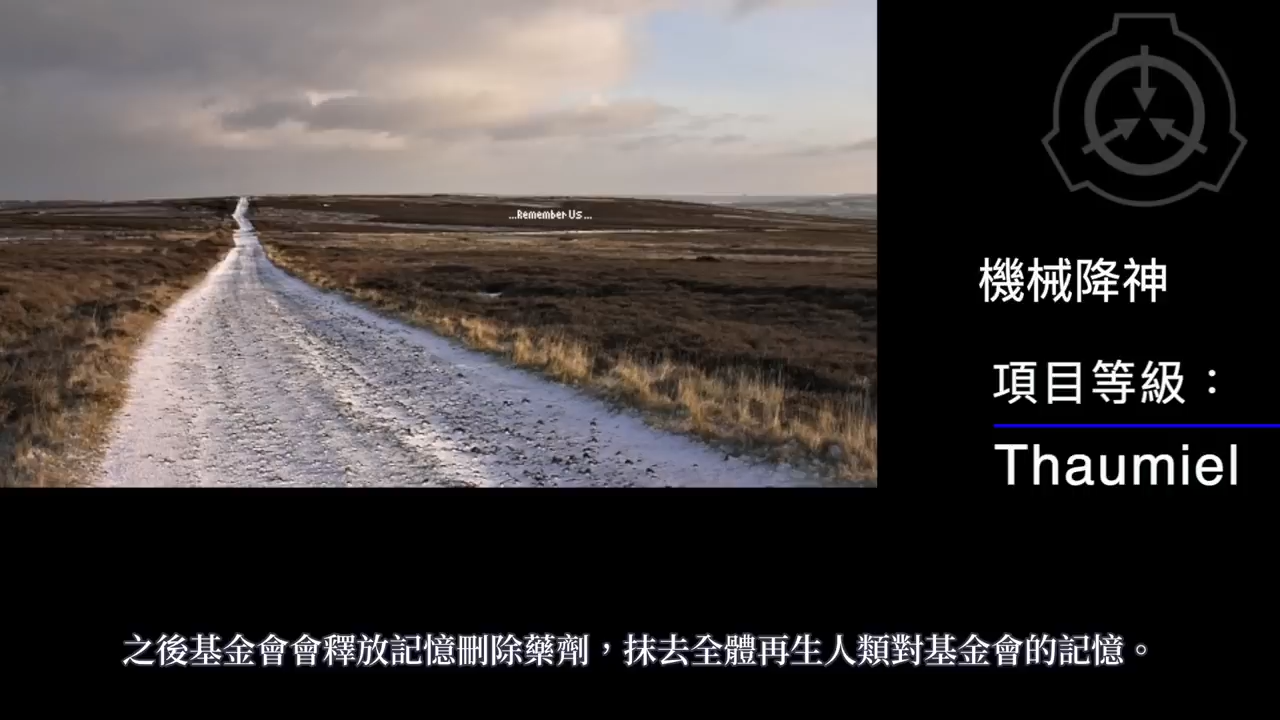 ...Remember Us...
機械降神
項目等級：
Thaumiel
之後基金會會釋放記憶刪除藥劑，抹去全體再生人類對基金會的記憶。